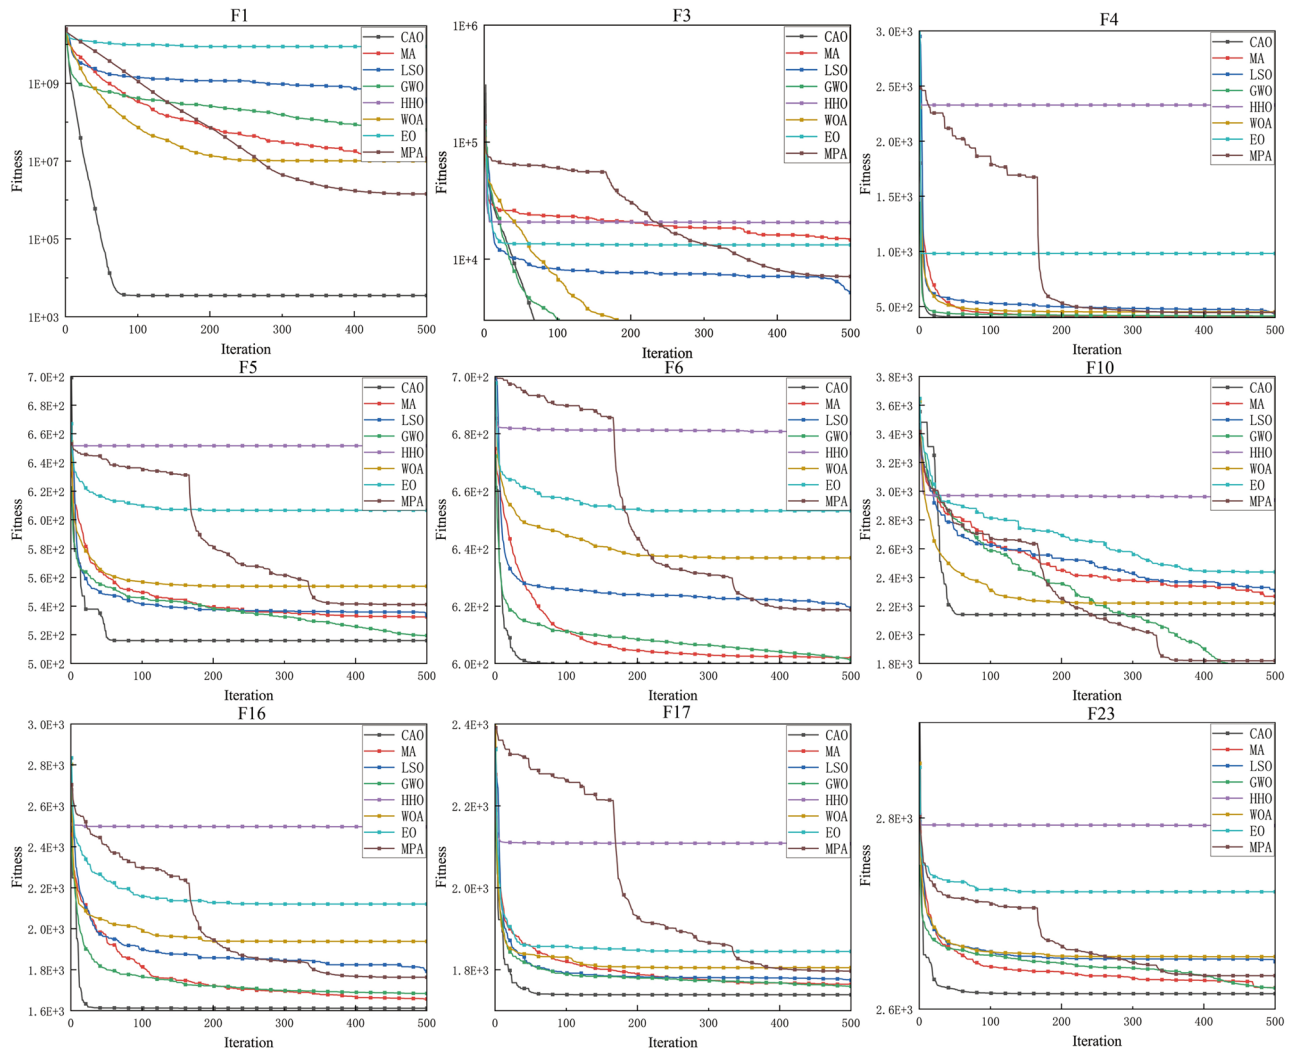 F1
Fitness
1E+09
1E+07
1E+05
1E+03
0
100
200
300
400
500
Iteration
CAO
MA
LSO
GWO
HHO
WOA
EO
MPA
F3
Fitness
1E+6
1E+5
1E+4
0
100
200
300
400
500
Iteration
CAO
MA
LSO
GWO
HHO
WOA
EO
MPA
F4
Fitness
3.0E+3
2.5E+3
2.0E+3
1.5E+3
1.0E+3
5.0E+2
0
100
200
300
400
500
Iteration
CAO
MA
LSO
GWO
HHO
WOA
EO
MPA
F5
Fitness
7.0E+2
6.8E+2
6.6E+2
6.4E+2
6.2E+2
6.0E+2
5.8E+2
5.6E+2
5.4E+2
5.2E+2
5.0E+2
0
100
200
300
400
500
Iteration
CAO
MA
LSO
GWO
HHO
WOA
EO
MPA
F6
Fitness
7.0E+2
6.8E+2
6.6E+2
6.4E+2
6.2E+2
6.0E+2
0
100
200
300
400
500
Iteration
CAO
MA
LSO
GWO
HHO
WOA
EO
MPA
F10
Fitness
3.8E+3
3.6E+3
3.4E+3
3.2E+3
3.0E+3
2.8E+3
2.6E+3
2.4E+3
2.2E+3
2.0E+3
1.8E+3
0
100
200
300
400
500
Iteration
CAO
MA
LSO
GWO
HHO
WOA
EO
MPA
F16
Fitness
3.0E+3
2.8E+3
2.6E+3
2.4E+3
2.2E+3
2.0E+3
1.8E+3
1.6E+3
0
100
200
300
400
500
Iteration
CAO
MA
LSO
GWO
HHO
WOA
EO
MPA
F17
Fitness
2.4E+3
2.2E+3
2.0E+3
1.8E+3
0
100
200
300
400
500
Iteration
CAO
MA
LSO
GWO
HHO
WOA
EO
MPA
F23
Fitness
2.8E+3
2.6E+3
0
100
200
300
400
500
Iteration
CAO
MA
LSO
GWO
HHO
WOA
EO
MPA